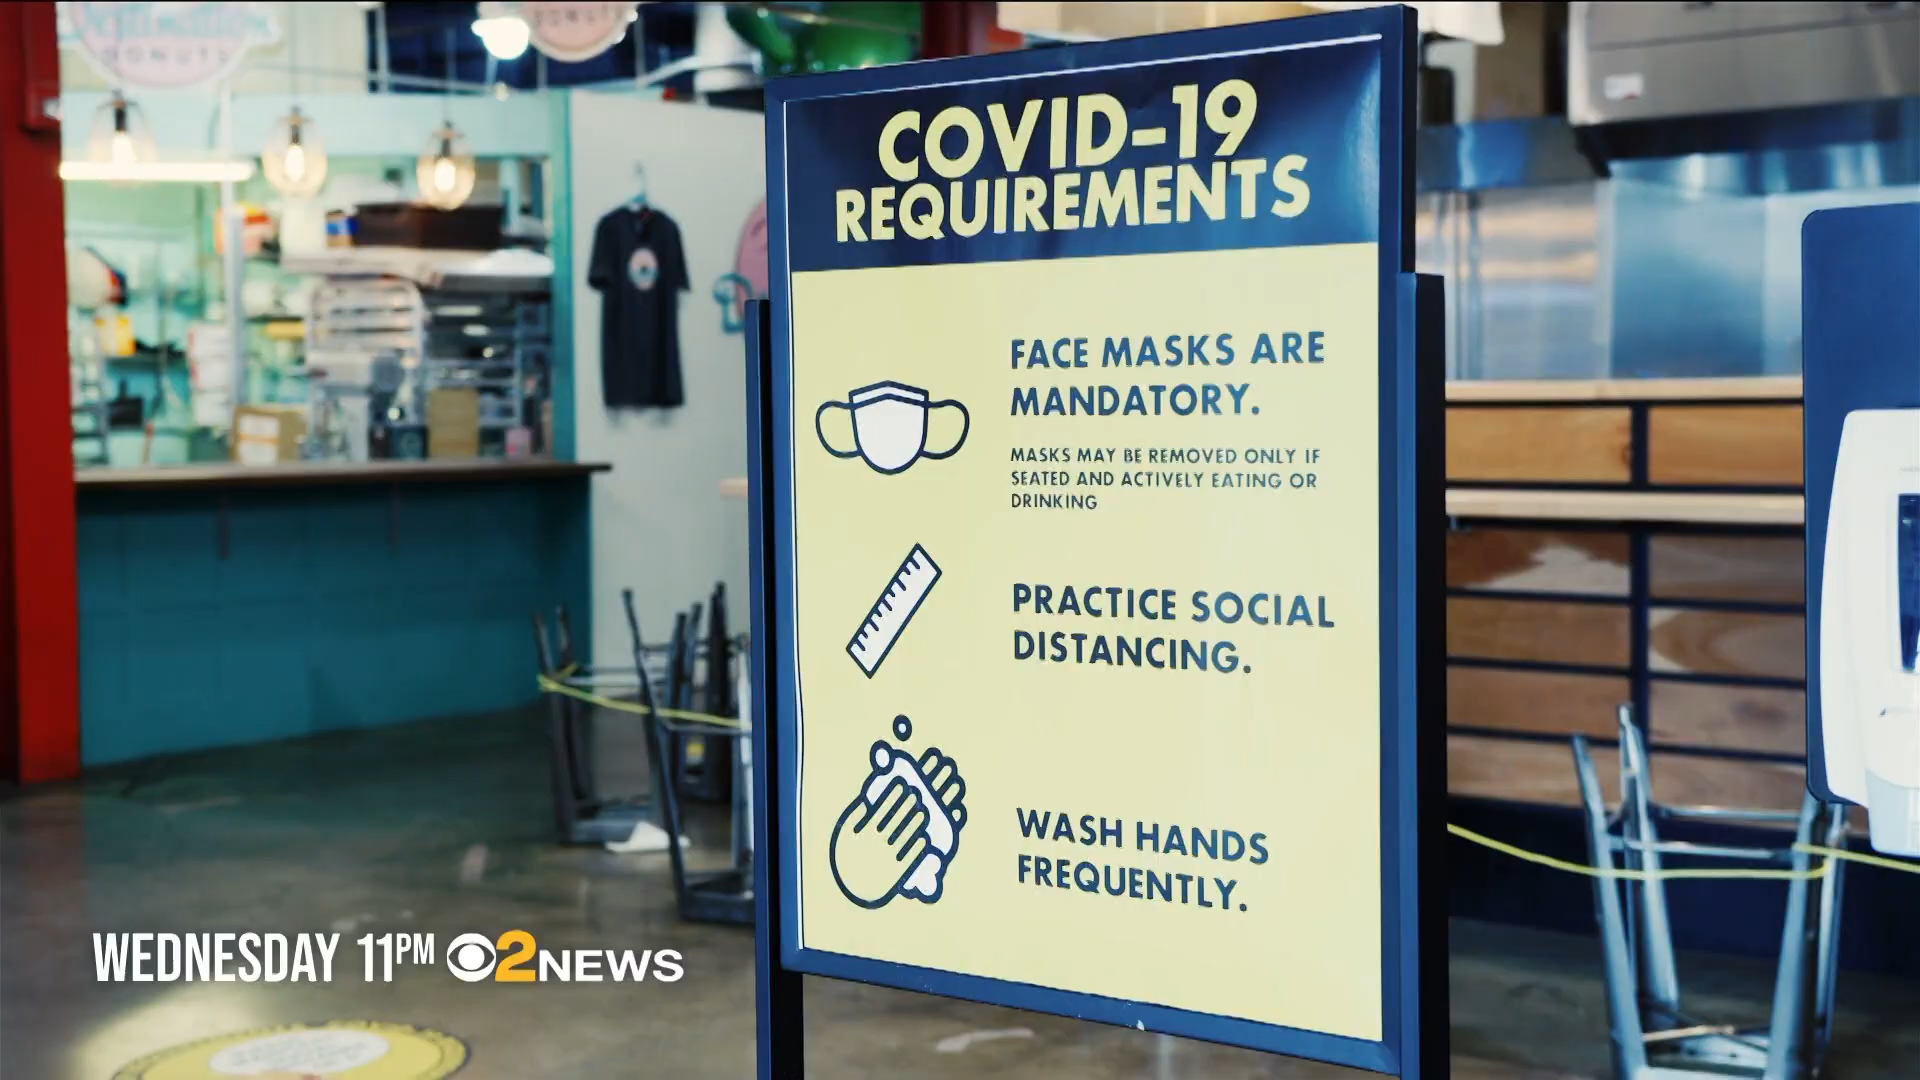 DONUTS
COVID-19
REQUIREMENTS
FACE MASKS ARE
MANDATORY.
MASKS MAY BE REMOVED ONLY IF
SEATED AND ACTIVELY EATING OR
DRINKING
PRACTICE SOCIAL
DISTANCING.
WASH HANDS
FREQUENTLY.
WEDNESDAY 11PM 2NEWS